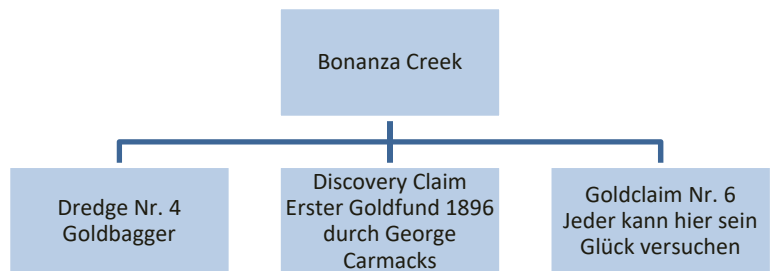 Bonanza Creek
Dredge Nr. 4
Goldbagger
Discovery Claim
Erster Goldfund 1896
durch George
Carmacks
Goldclaim Nr. 6
Jeder kann hier sein
Glück versuchen